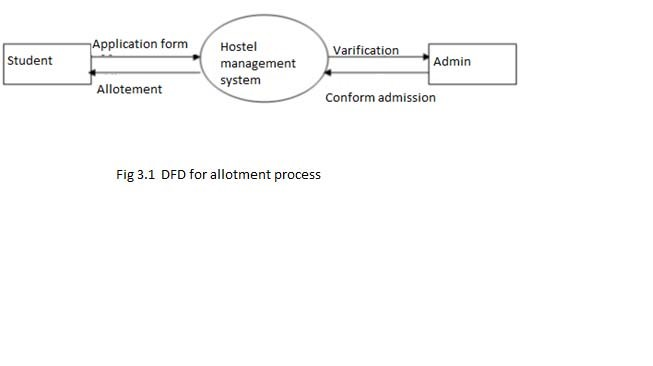 Application form
Student
Allotement
Hostel
management
system
Varification
Admin
Conform admission
Fig 3.1 DFD for allotment process